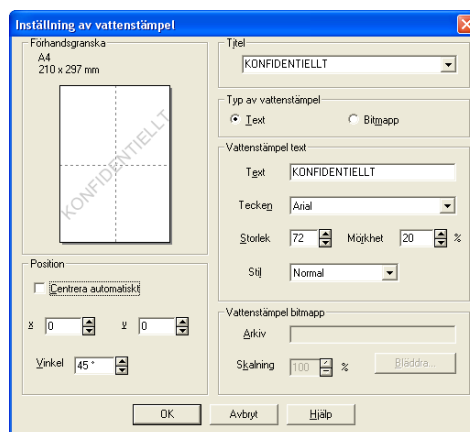 Inställning av vattenstämpel
Förhandsgranska
A4
210 x 297 mm
KONFIDENTIELLT
Position
Centrera automatiskt
x 0 y 0
Vinkel 45 °
Titel
KONFIDENTIELLT
Typ av vattenstämpel
Text Bitmapp
Vattenstämpel text
Text KONFIDENTIELLT
Tecken Arial
Storlek 72 Mörkhet 20 %
Stil Normal
Vattenstämpel bitmapp
Arkiv
Skalning 100 % Bläddra...
OK Avbryt Hjälp